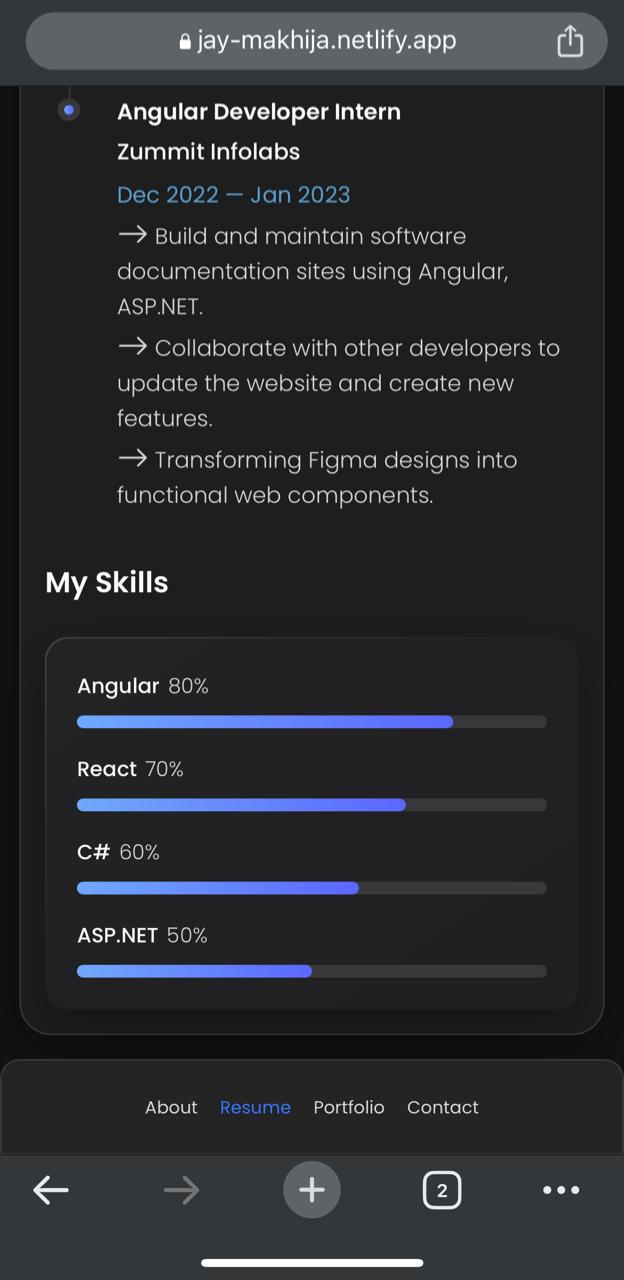 jay-makhija.netlify.app
Angular Developer Intern
Zummit Infolabs
Dec 2022 — Jan 2023
→ Build and maintain software
documentation sites using Angular,
ASP.NET.
→ Collaborate with other developers to
update the website and create new
features.
→ Transforming Figma designs into
functional web components.
My Skills
Angular 80%
React 70%
C# 60%
ASP.NET 50%
About Resume Portfolio Contact
2